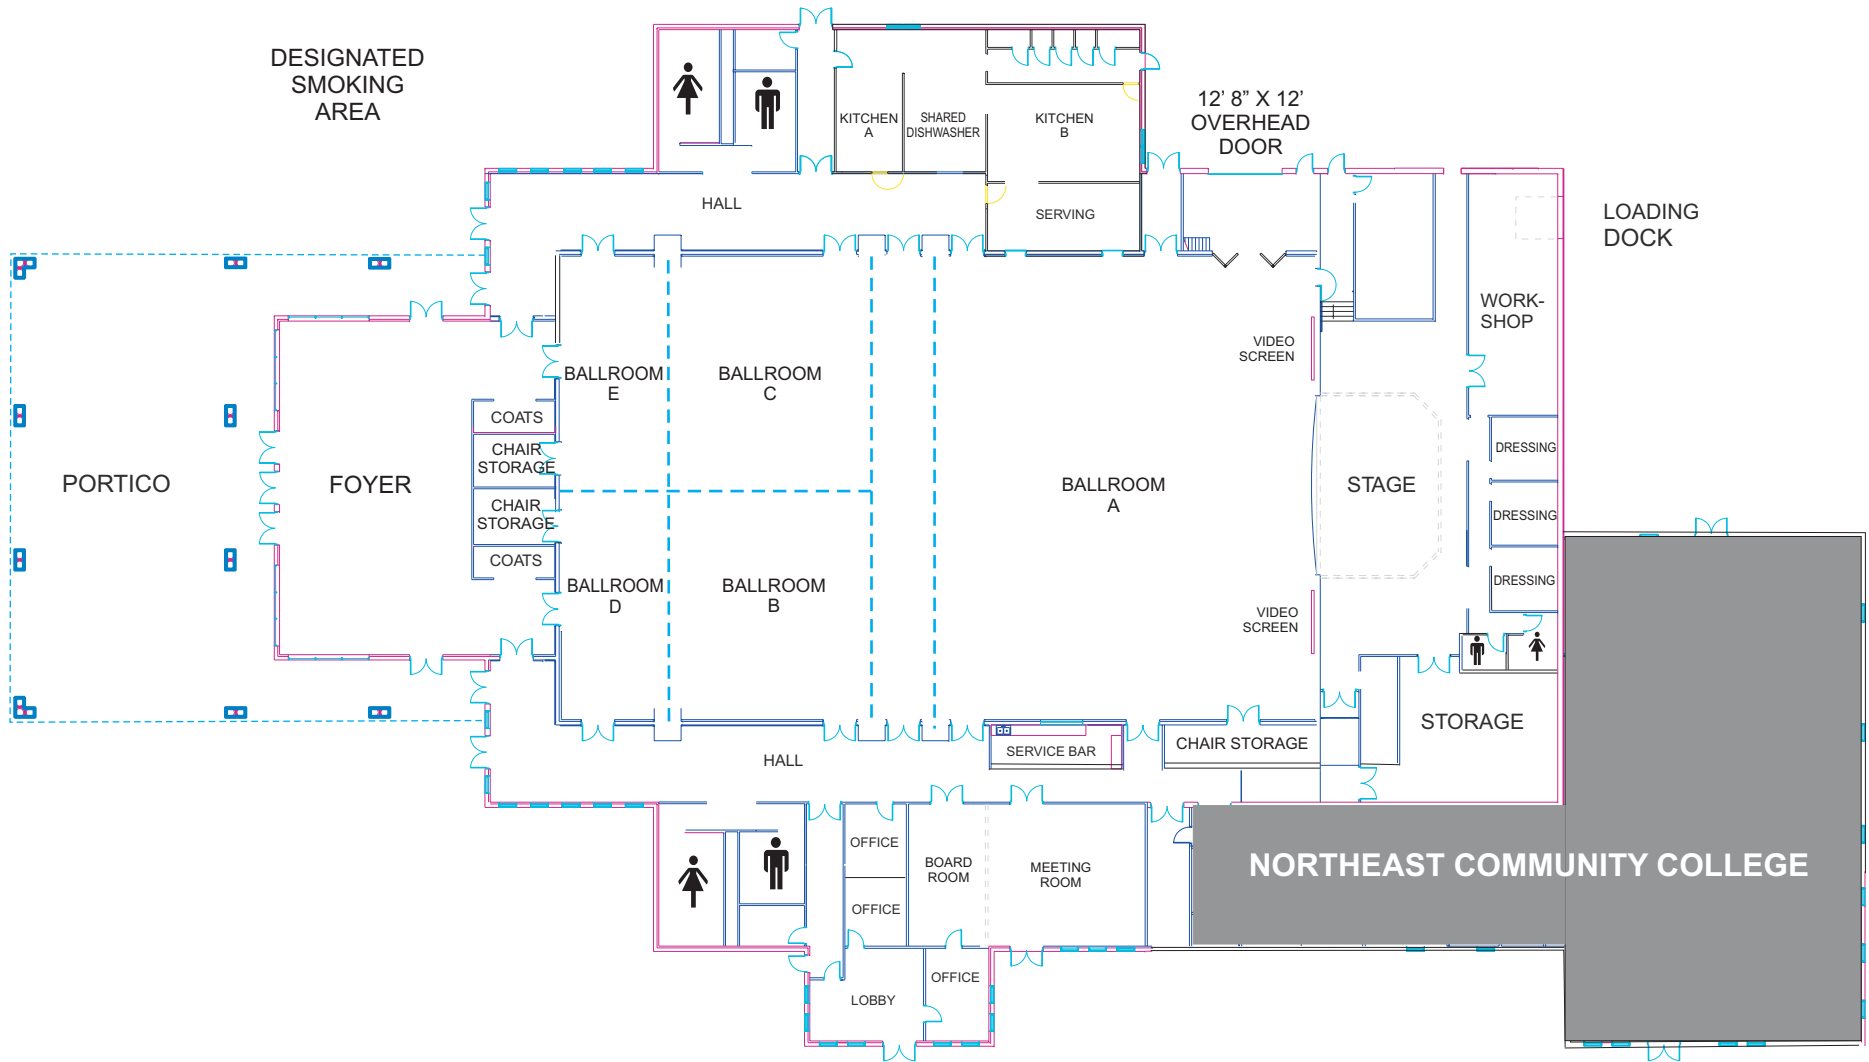 DESIGNATED
SMOKING
AREA
12’ 8” X 12’
OVERHEAD
DOOR
KITCHEN
A
SHARED
DISHWASHER
KITCHEN
B
HALL
SERVING
LOADING
DOCK
WORK-
SHOP
VIDEO
SCREEN
BALLROOM
E
BALLROOM
C
COATS
CHAIR
STORAGE
PORTICO
FOYER
BALLROOM
A
STAGE
DRESSING
DRESSING
DRESSING
CHAIR
STORAGE
COATS
BALLROOM
D
BALLROOM
B
VIDEO
SCREEN
STORAGE
HALL
SERVICE BAR
CHAIR STORAGE
OFFICE
BOARD
ROOM
MEETING
ROOM
NORTHEAST COMMUNITY COLLEGE
OFFICE
OFFICE
LOBBY